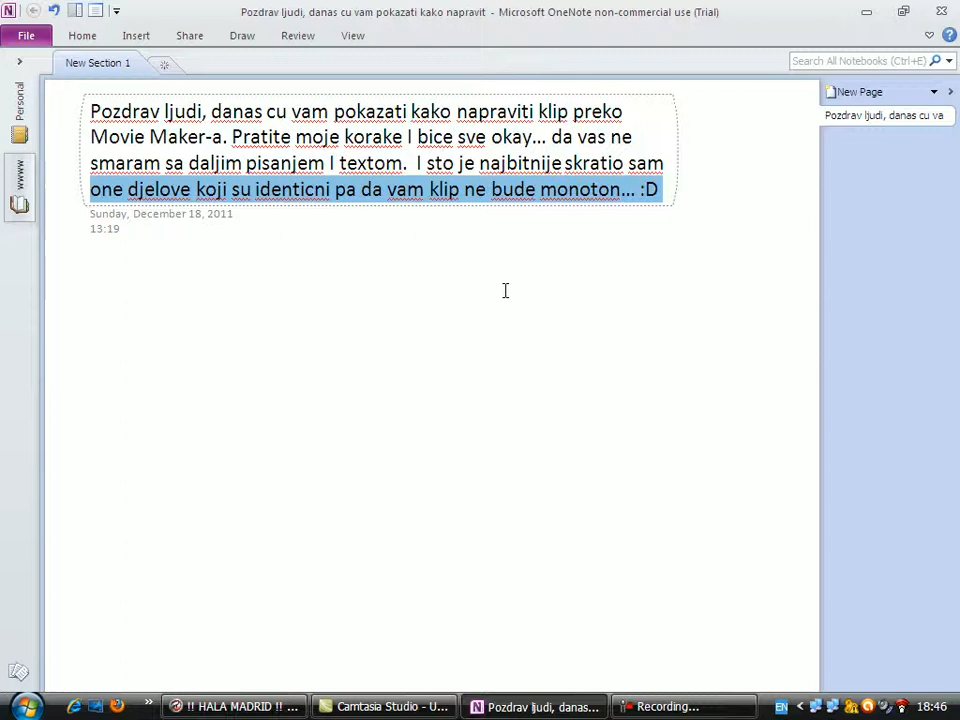 Pozdrav ljudi, danas cu vam pokazati kako napravit - Microsoft OneNote non-commercial use (Trial)
File Home Insert Share Draw Review View
New Section 1
Search All Notebooks (Ctrl+E)
Personal
wwww
New Page
Pozdrav ljudi, danas cu va
Pozdrav ljudi, danas cu vam pokazati kako napraviti klip preko
Movie Maker-a. Pratite moje korake I bice sve okay... da vas ne
smaram sa daljim pisanjem I textom.  I sto je najbitnije skratio sam
one djelove koji su identicni pa da vam klip ne bude monoton... :D
Sunday, December 18, 2011
13:19
!! HALA MADRID !! ...
Camtasia Studio - U...
Pozdrav ljudi, danas...
Recording...
EN
18:46